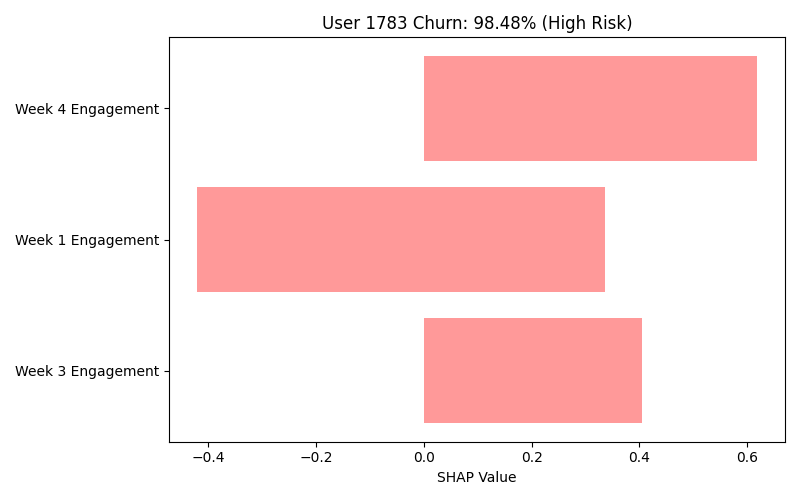 User 1783 Churn: 98.48% (High Risk)
Week 4 Engagement
Week 1 Engagement
Week 3 Engagement
−0.4 −0.2 0.0 0.2 0.4 0.6
SHAP Value